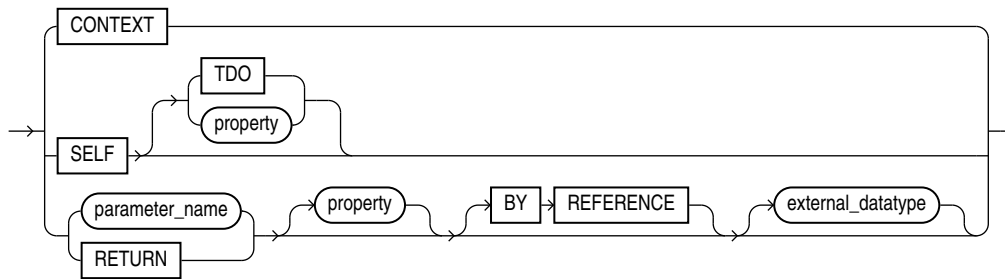 CONTEXT
TDO
property
SELF
parameter_name
property
BY
REFERENCE
external_datatype
RETURN